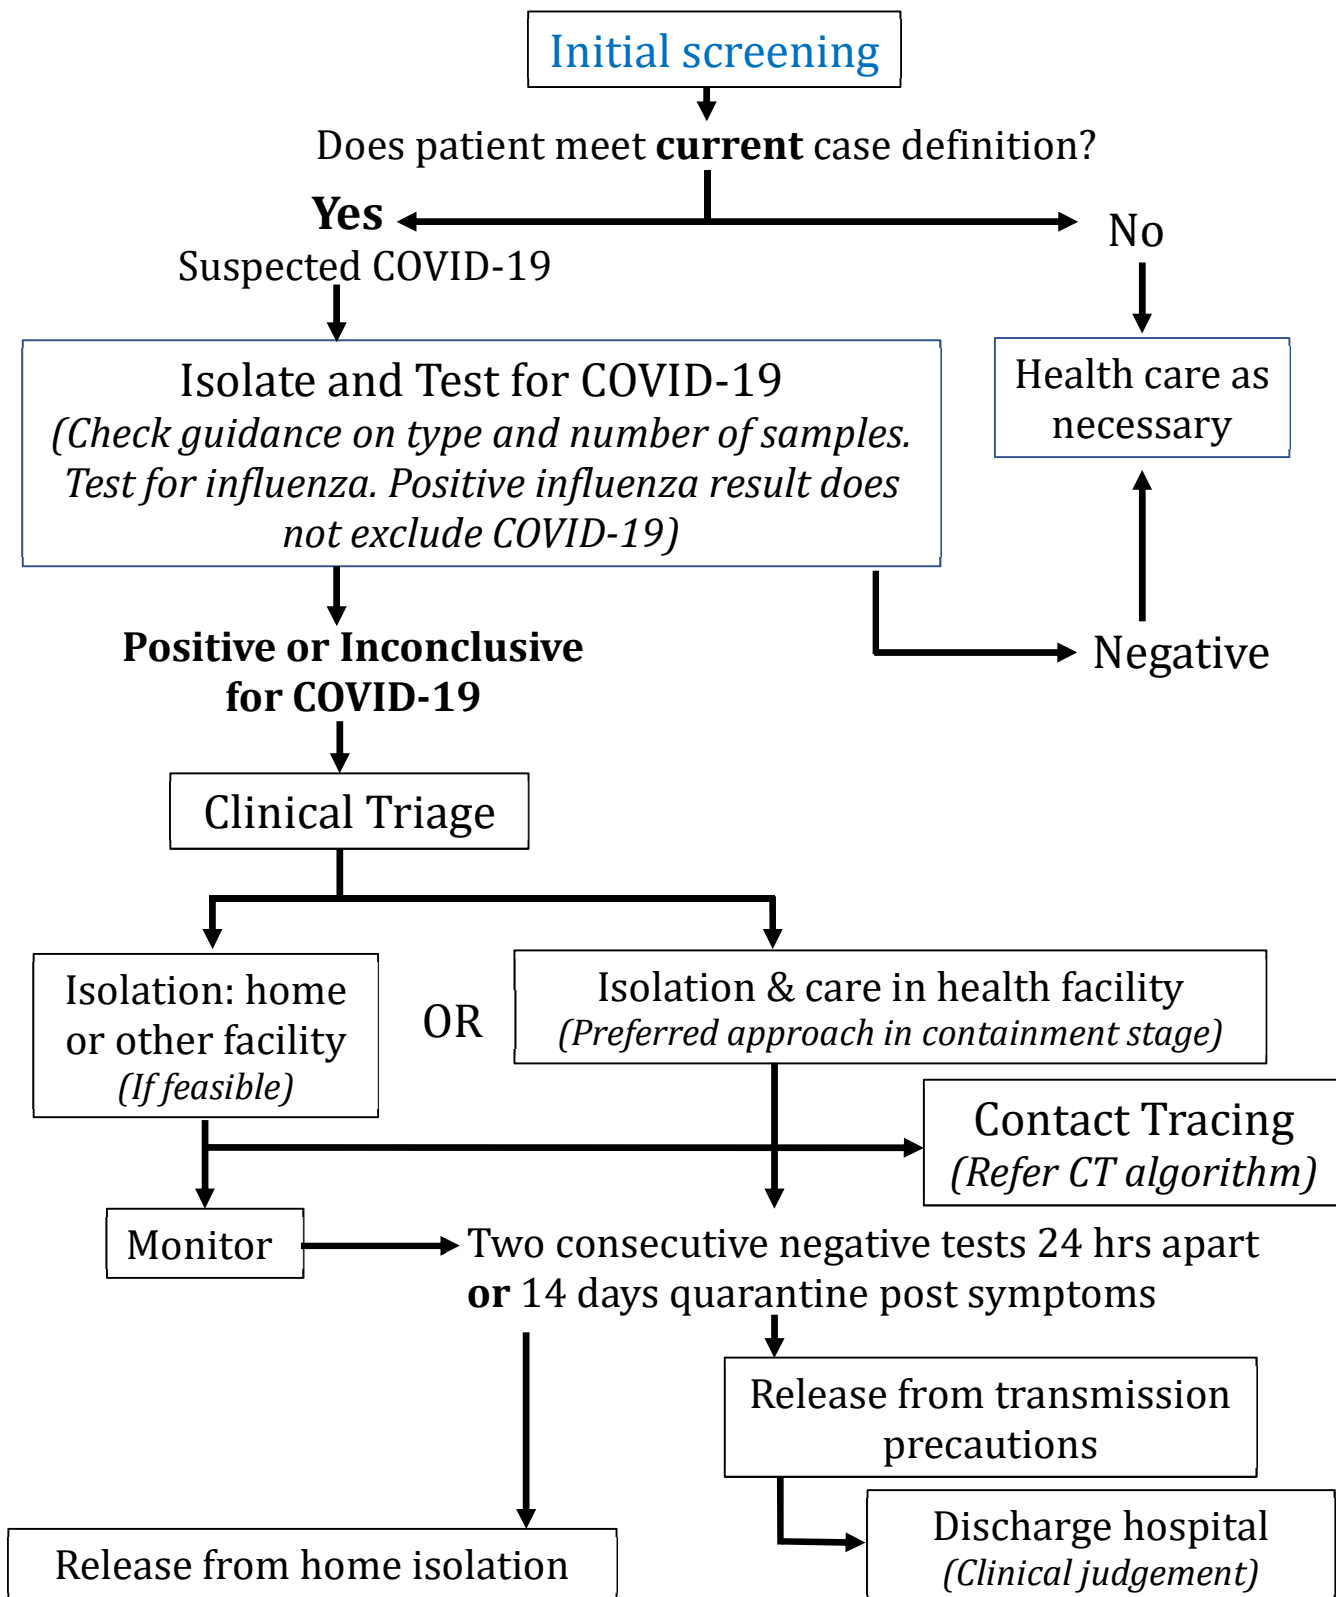 Initial screening
Does patient meet current case definition?
Yes
No
Suspected COVID-19
Isolate and Test for COVID-19
(Check guidance on type and number of samples.
Test for influenza. Positive influenza result does
not exclude COVID-19)
Health care as
necessary
Positive or Inconclusive
for COVID-19
Negative
Clinical Triage
Isolation: home
or other facility
(If feasible)
OR
Isolation & care in health facility
(Preferred approach in containment stage)
Contact Tracing
(Refer CT algorithm)
Monitor
Two consecutive negative tests 24 hrs apart
or 14 days quarantine post symptoms
Release from transmission
precautions
Release from home isolation
Discharge hospital
(Clinical judgement)